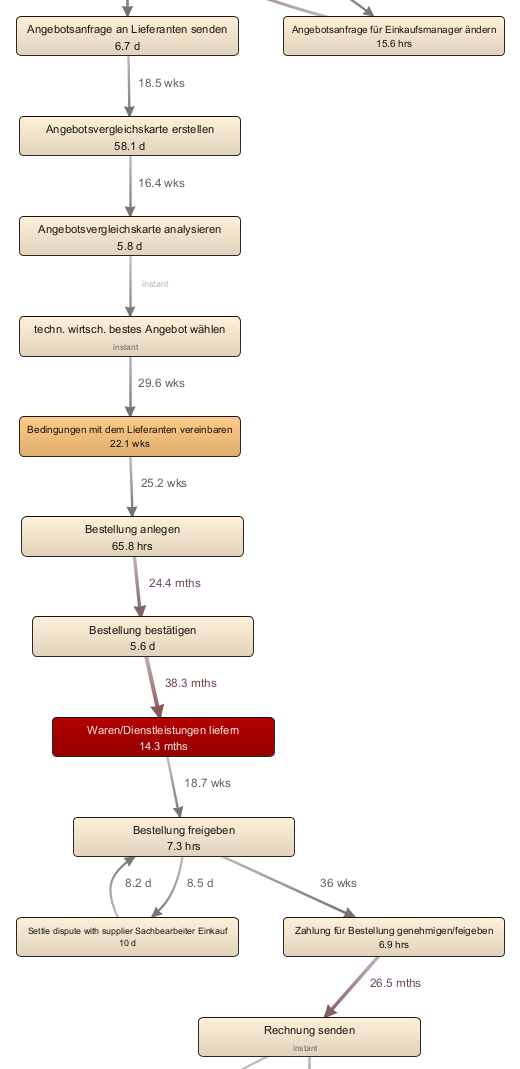 Angebotsanfrage an Lieferanten senden
6.7 d
Angebotsanfrage für Einkaufsmanager ändern
15.6 hrs
18.5 wks
Angebotsvergleichskarte erstellen
58.1 d
16.4 wks
Angebotsvergleichskarte analysieren
5.8 d
instant
techn. wirtsch. bestes Angebot wählen
instant
29.6 wks
Bedingungen mit dem Lieferanten vereinbaren
22.1 wks
25.2 wks
Bestellung anlegen
65.8 hrs
24.4 mths
Bestellung bestätigen
5.6 d
38.3 mths
Waren/Dienstleistungen liefern
14.3 mths
18.7 wks
Bestellung freigeben
7.3 hrs
8.2 d
8.5 d
36 wks
Settle dispute with supplier Sachbearbeiter Einkauf
10 d
Zahlung für Bestellung genehmigen/feigeben
6.9 hrs
26.5 mths
Rechnung senden
instant